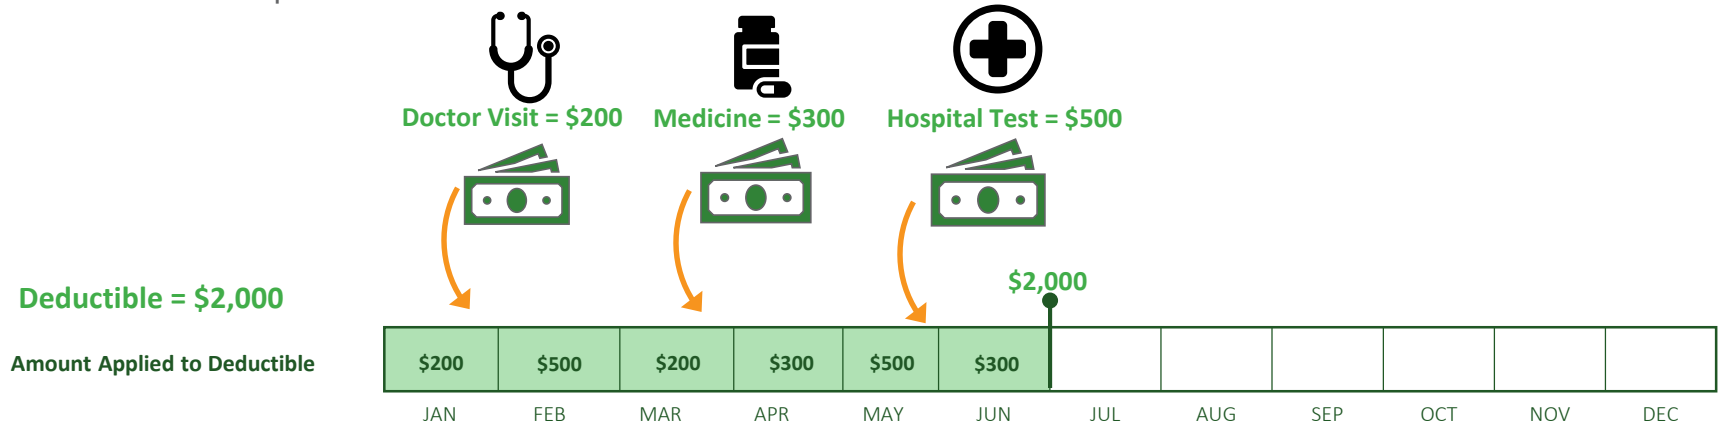 Doctor Visit = $200
Medicine = $300
Hospital Test = $500
$2,000
Deductible = $2,000
Amount Applied to Deductible
$200 $500 $200 $300 $500 $300
JAN FEB MAR APR MAY JUN JUL AUG SEP OCT NOV DEC